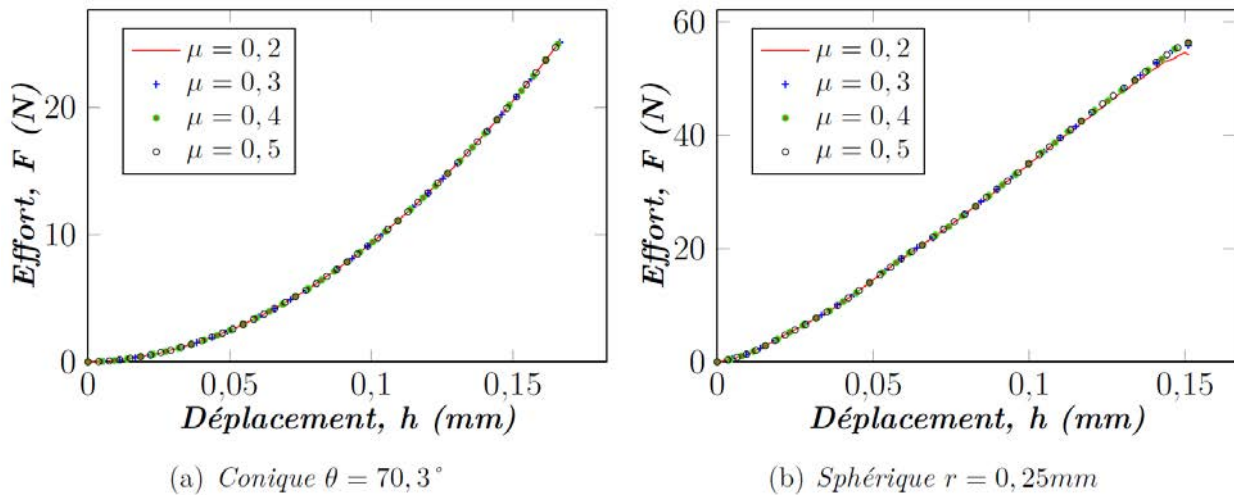 μ = 0, 2
μ = 0, 3
μ = 0, 4
μ = 0, 5
20
10
0
0
0,05
0,1
0,15
Effort, F (N)
Déplacement, h (mm)
(a) Conique θ = 70, 3°
μ = 0, 2
μ = 0, 3
μ = 0, 4
μ = 0, 5
60
40
20
0
0
0,05
0,1
0,15
Effort, F (N)
Déplacement, h (mm)
(b) Sphérique r = 0, 25mm